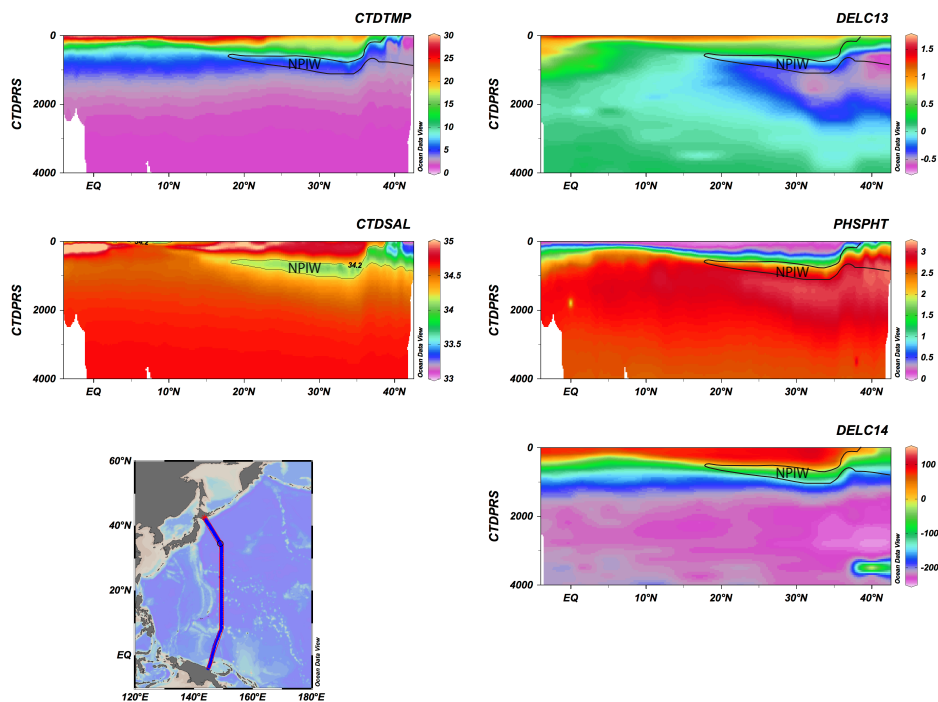 CTDTMP
CTDPRS
0
2000
4000
EQ 10°N 20°N 30°N 40°N
NPIW
30
25
20
15
10
5
0
Ocean Data View
DELC13
CTDPRS
0
2000
4000
EQ 10°N 20°N 30°N 40°N
NPIW
1.5
1
0.5
0
-0.5
Ocean Data View
CTDSAL
CTDPRS
0
2000
4000
EQ 10°N 20°N 30°N 40°N
34.2
NPIW
34.2
35
34.5
34
33.5
33
Ocean Data View
PHSPHT
CTDPRS
0
2000
4000
EQ 10°N 20°N 30°N 40°N
NPIW
3
2.5
2
1.5
1
0.5
0
Ocean Data View
60°N
40°N
20°N
EQ
120°E 140°E 160°E 180°E
Ocean Data View
DELC14
CTDPRS
0
2000
4000
EQ 10°N 20°N 30°N 40°N
NPIW
100
0
-100
-200
Ocean Data View